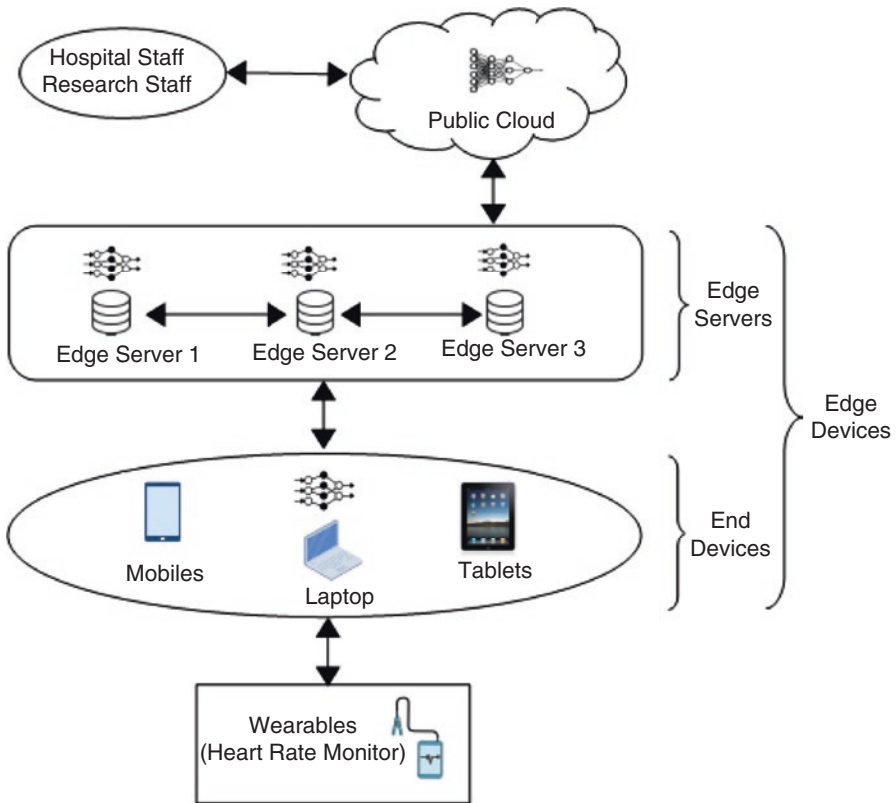 Hospital Staff
Research Staff
Public Cloud
Edge Server 1
Edge Server 2
Edge Server 3
Edge
Servers
Edge
Devices
Mobiles
Laptop
Tablets
End
Devices
Wearables
(Heart Rate Monitor)